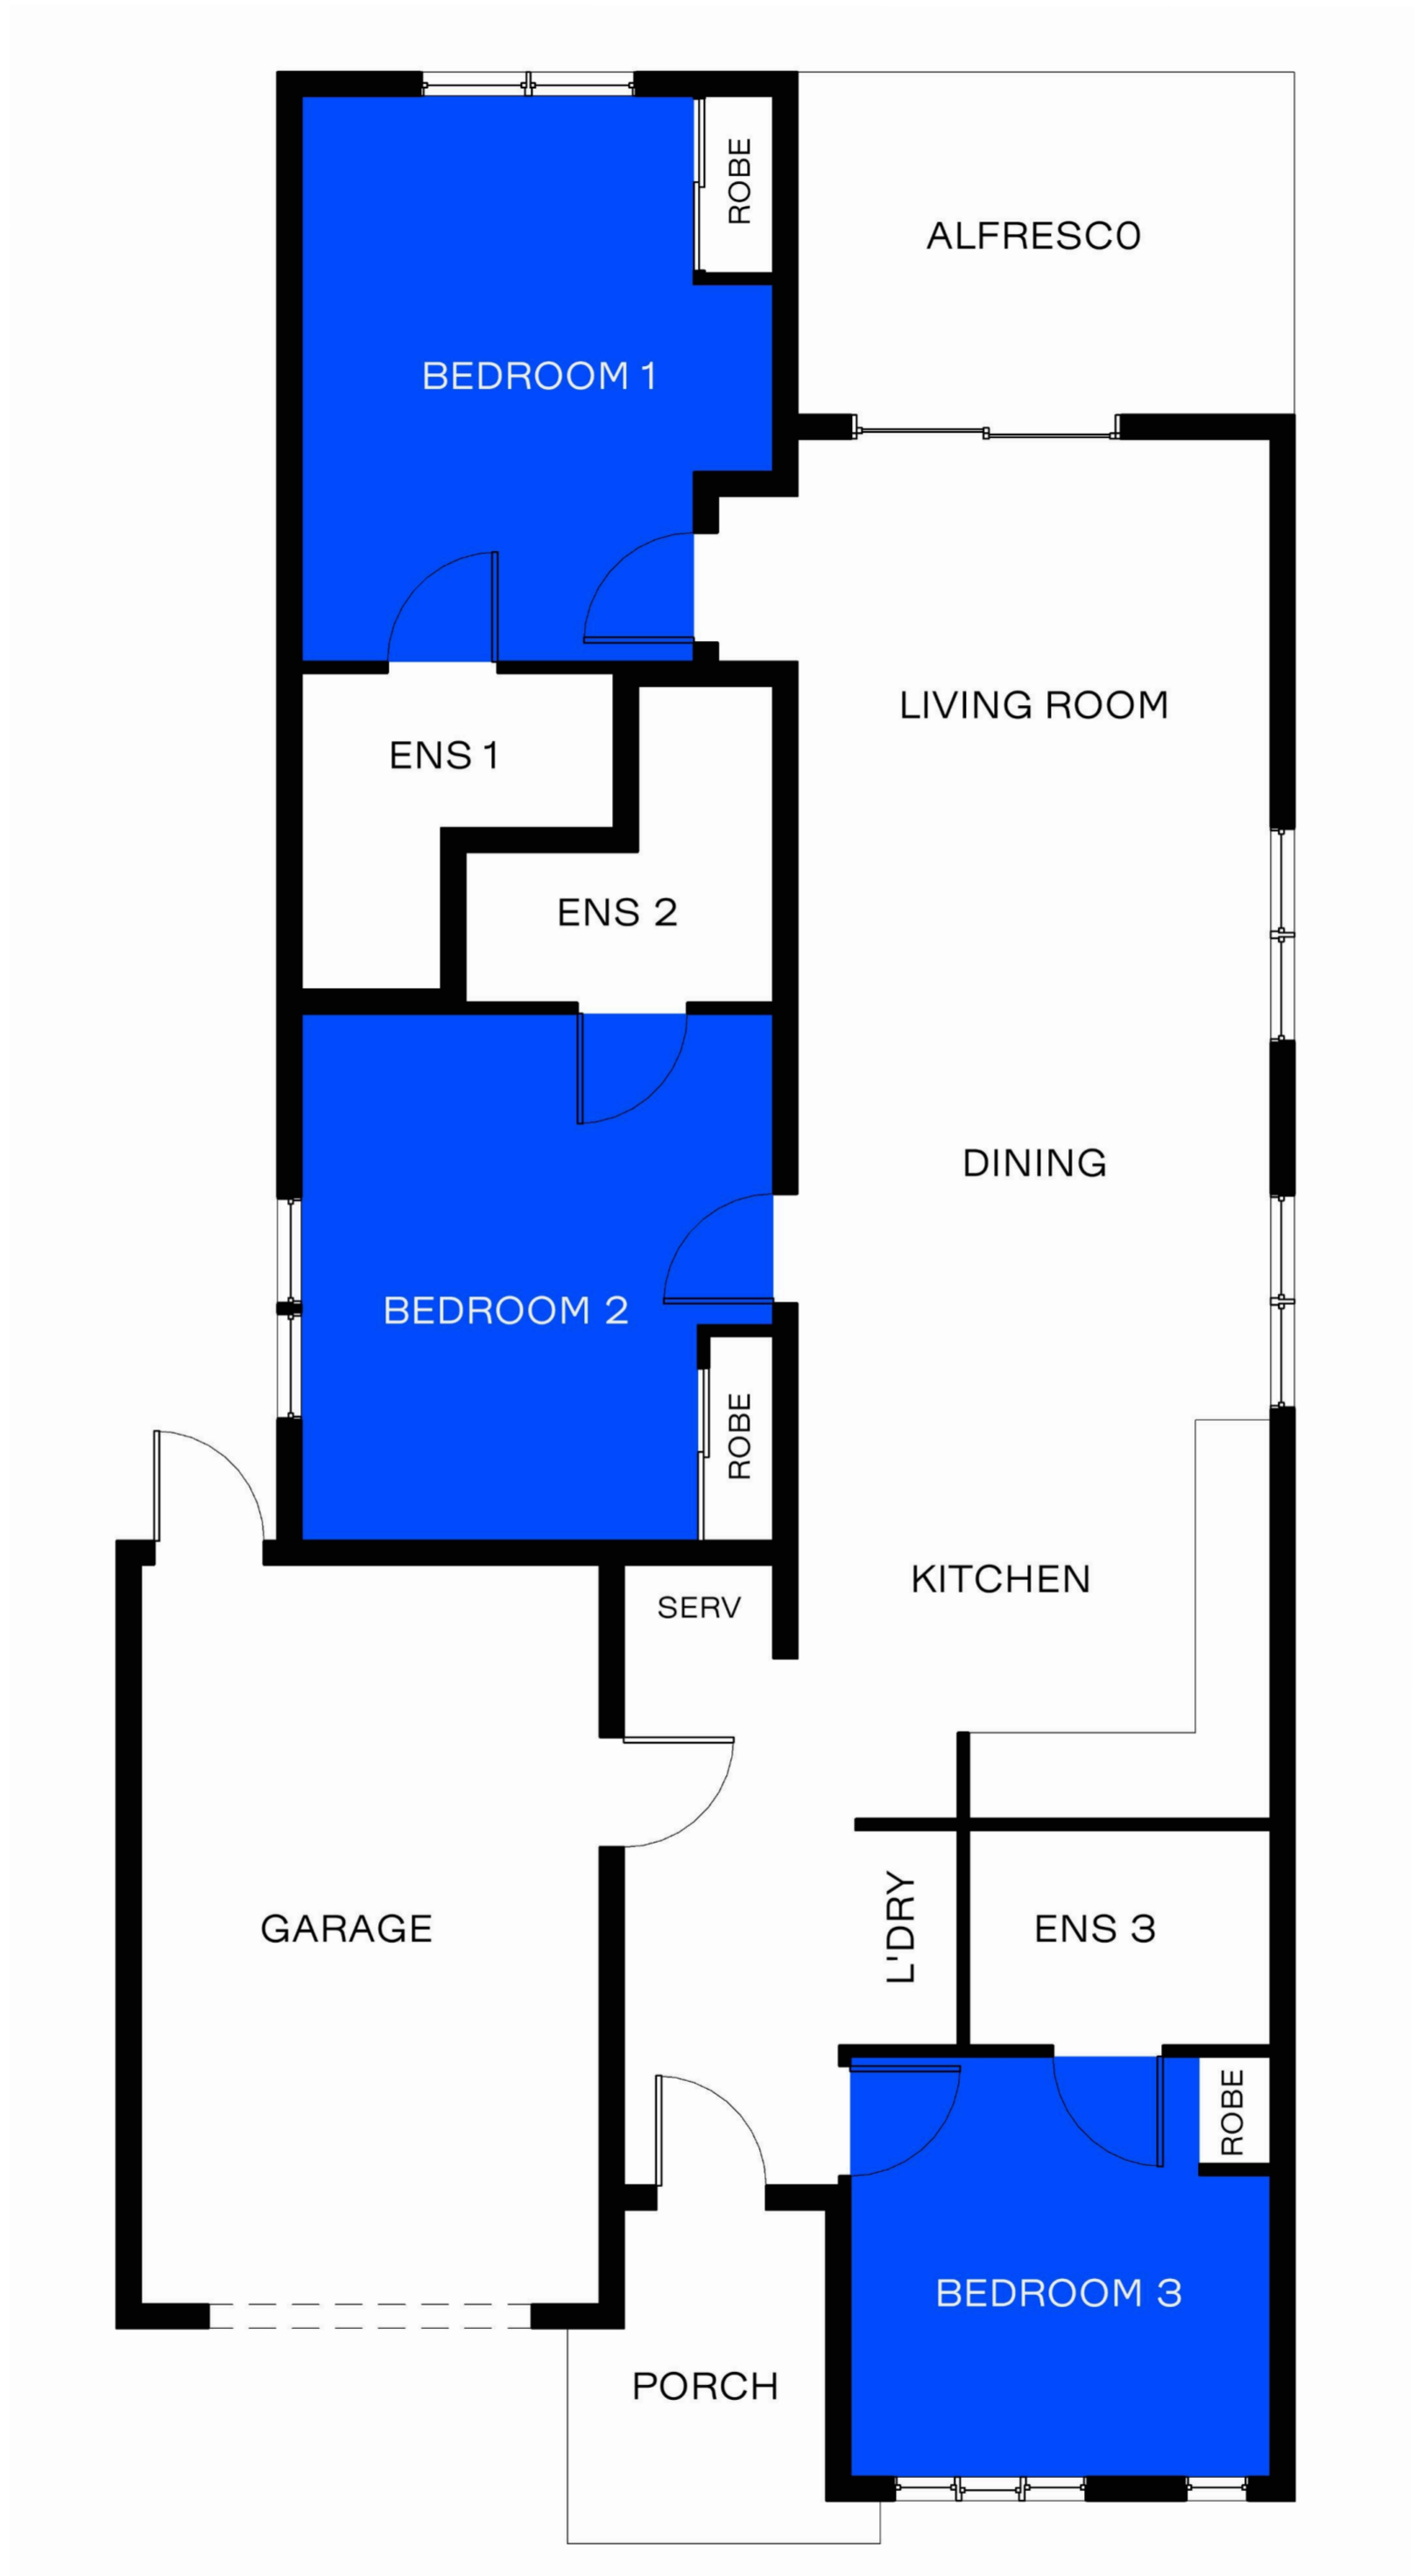 ROBE
ALFRESC0
BEDROOM 1
LIVING ROOM
ENS 1
ENS 2
DINING
BEDROOM 2
ROBE
KITCHEN
SERV
GARAGE
L'DRY
ENS 3
ROBE
BEDROOM 3
PORCH